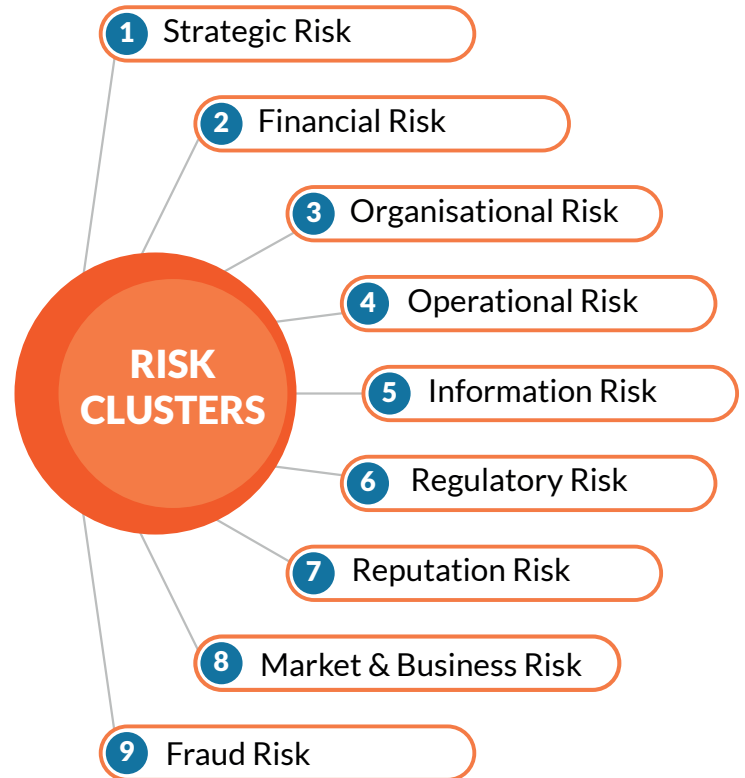 1 Strategic Risk
2 Financial Risk
3 Organisational Risk
4 Operational Risk
RISK
CLUSTERS
5 Information Risk
6 Regulatory Risk
7 Reputation Risk
8 Market & Business Risk
9 Fraud Risk